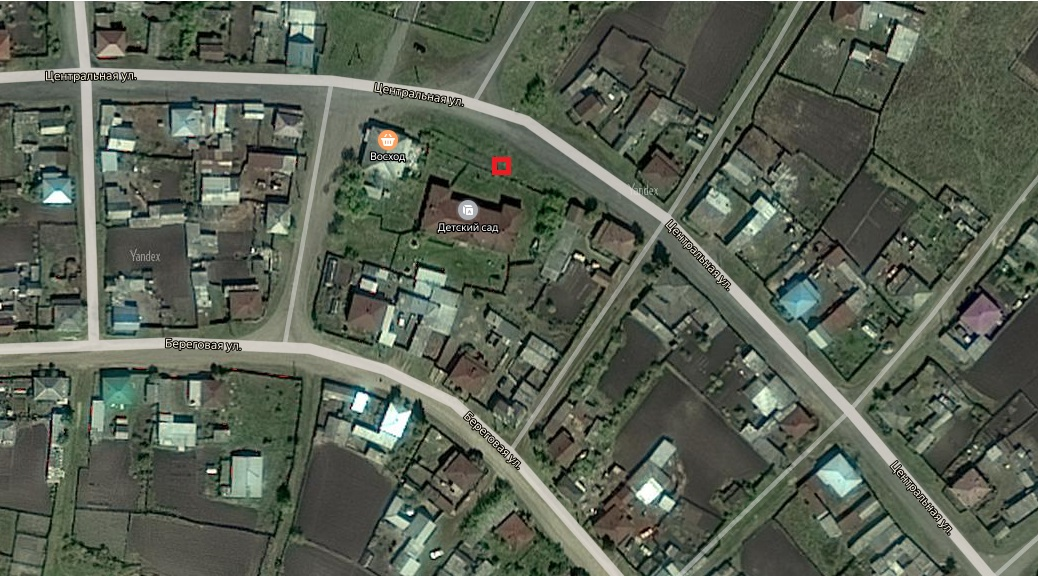 Центральная ул.
Центральная ул.
Восход
Yandex
Детский сад
Центральная ул.
Yandex
Береговая ул.
Береговая ул.
Центральная ул.